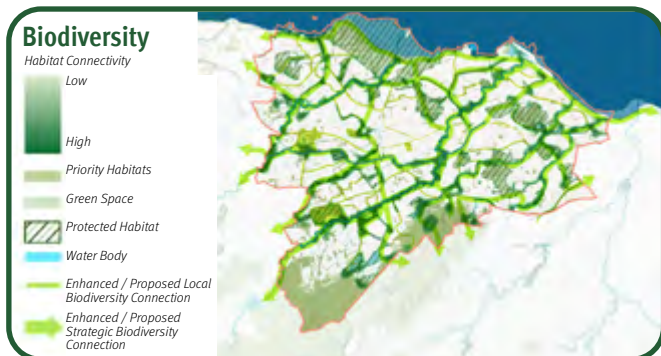 Biodiversity
Habitat Connectivity
Low
High
Priority Habitats
Green Space
Protected Habitat
Water Body
Enhanced / Proposed Local
Biodiversity Connection
Enhanced / Proposed
Strategic Biodiversity
Connection